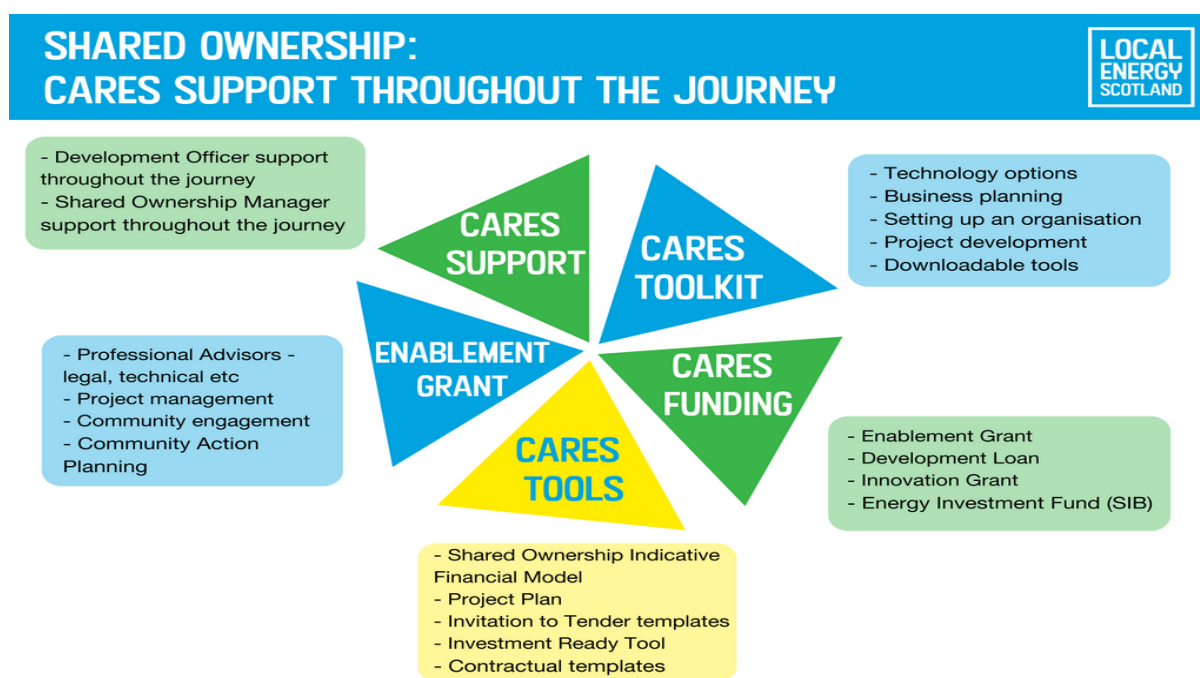 SHARED OWNERSHIP:
CARES SUPPORT THROUGHOUT THE JOURNEY
LOCAL
ENERGY
SCOTLAND
- Development Officer support
throughout the journey
- Shared Ownership Manager
support throughout the journey
CARES
SUPPORT
CARES
TOOLKIT
- Technology options
- Business planning
- Setting up an organisation
- Project development
- Downloadable tools
- Professional Advisors -
legal, technical etc
- Project management
- Community engagement
- Community Action
Planning
ENABLEMENT
GRANT
CARES
FUNDING
- Enablement Grant
- Development Loan
- Innovation Grant
- Energy Investment Fund (SIB)
CARES
TOOLS
- Shared Ownership Indicative
Financial Model
- Project Plan
- Invitation to Tender templates
- Investment Ready Tool
- Contractual templates